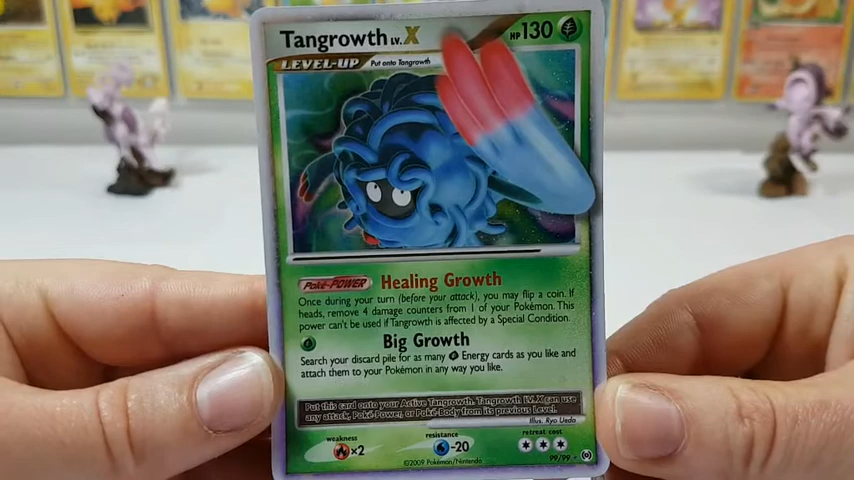 Tangrowth LV.X HP 130
LEVEL-UP Put onto Tangrowth
Poké-POWER Healing Growth
Once during your turn (before your attack), you may flip a coin. If
heads, remove 4 damage counters from 1 of your Pokémon. This
power can't be used if Tangrowth is affected by a Special Condition.
Big Growth
Search your discard pile for as many Energy cards as you like and
attach them to your Pokémon in any way you like.
Put this card onto your Active Tangrowth. Tangrowth LV.X can use
any attack, Poké-Power, or Poké-Body from its previous Level.
Illus. Ryo Ueda
weakness resistance retreat cost
×2 -20
©2009 Pokémon/Nintendo 99/99